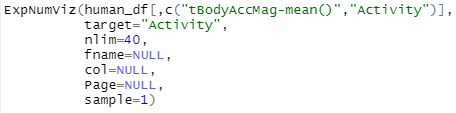 ExpNumViz(human_df[,c("tBodyAccMag-mean()","Activity")],
target="Activity",
nlim=40,
fname=NULL,
col=NULL,
Page=NULL,
sample=1)